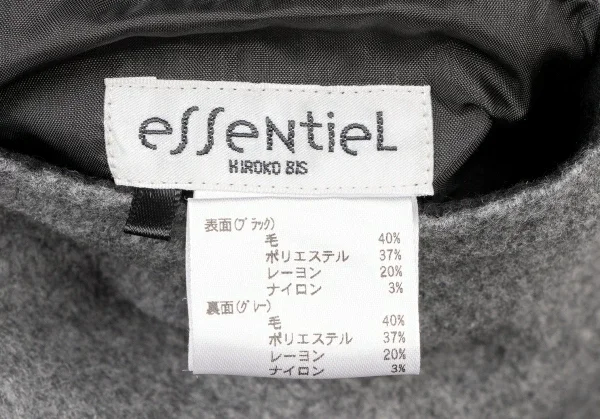 eSSeNtieL
HIROKO BIS
表面(ブラック)
毛 40%
ポリエステル 37%
レーヨン 20%
ナイロン 3%
裏面(グレー)
毛 40%
ポリエステル 37%
レーヨン 20%
ナイロン 3%